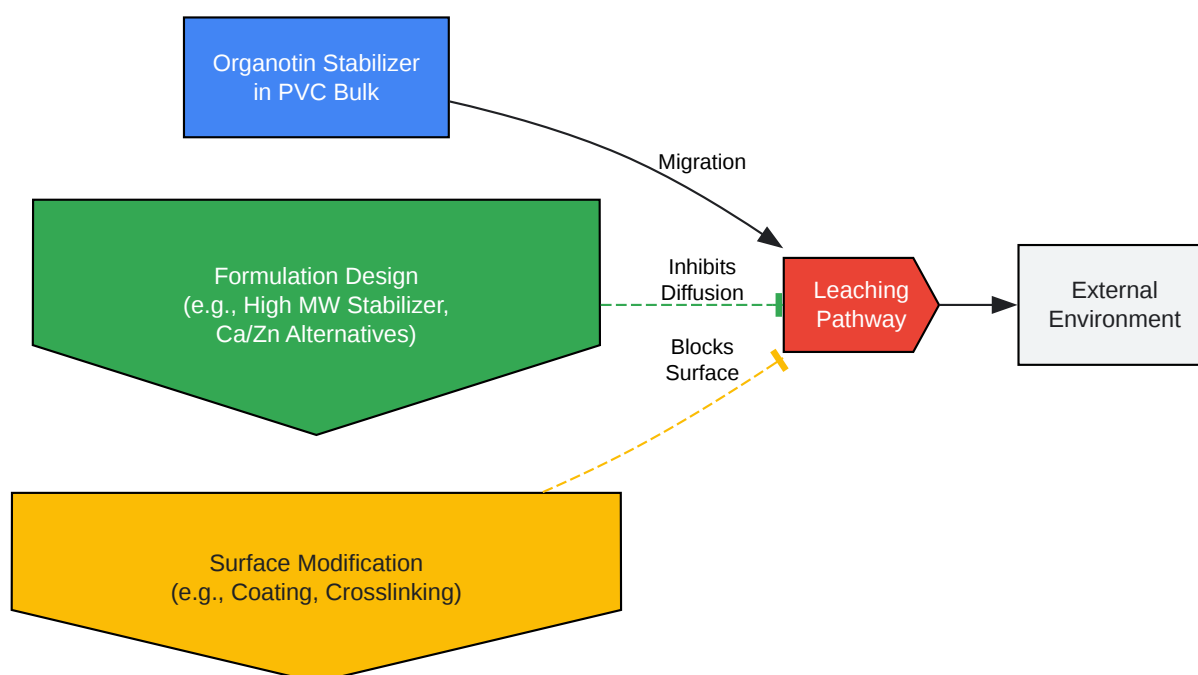 Organotin Stabilizer
in PVC Bulk
Migration
Formulation Design
(e.g., High MW Stabilizer,
Ca/Zn Alternatives)
Inhibits
Diffusion
Leaching
Pathway
External
Environment
Blocks
Surface
Surface Modification
(e.g., Coating, Crosslinking)